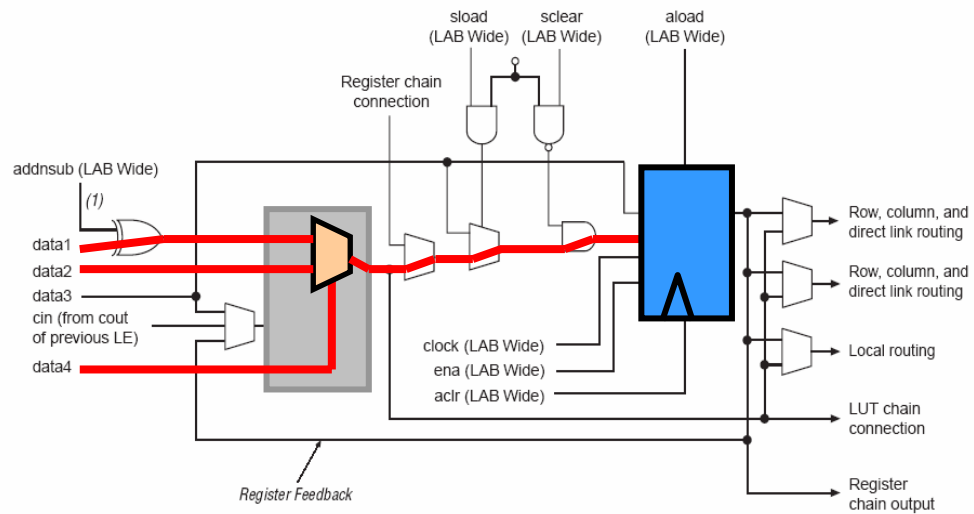 sload
(LAB Wide)
sclear
(LAB Wide)
aload
(LAB Wide)
Register chain
connection
addnsub (LAB Wide)
(1)
data1
data2
data3
cin (from cout
of previous LE)
data4
clock (LAB Wide)
ena (LAB Wide)
aclr (LAB Wide)
Row, column, and
direct link routing
Row, column, and
direct link routing
Local routing
LUT chain
connection
Register
chain output
Register Feedback